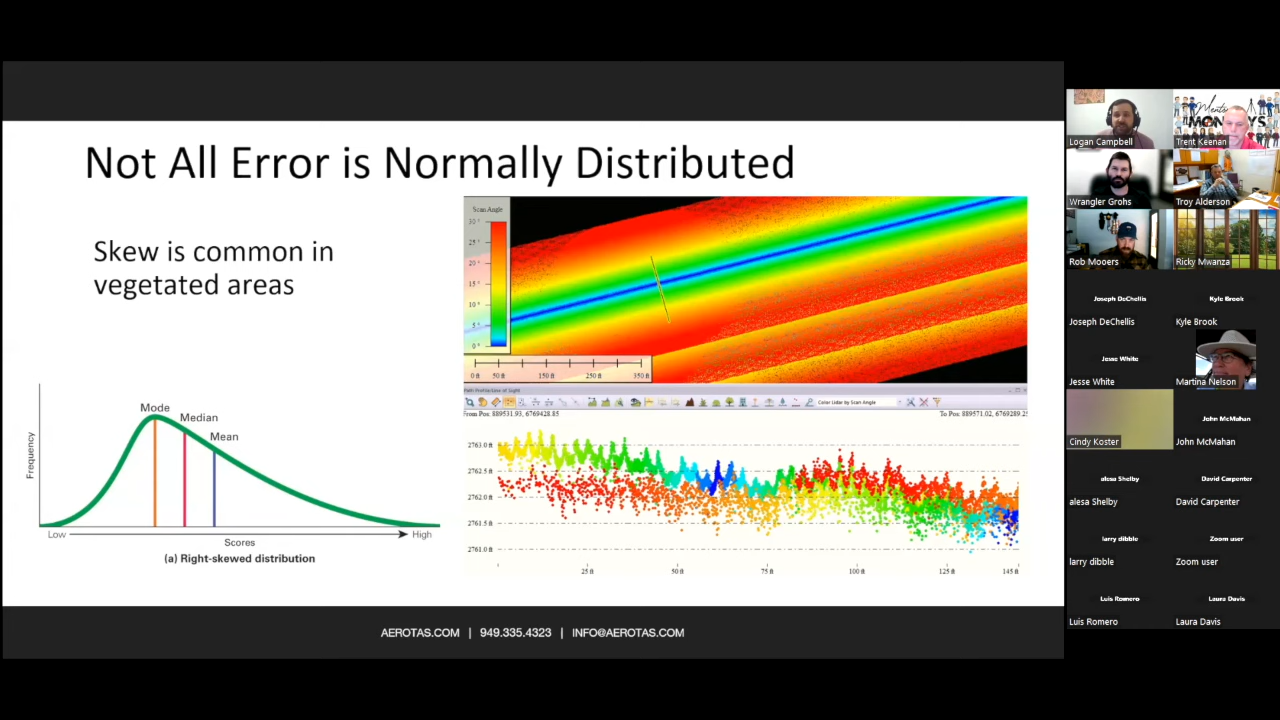 Not All Error is Normally Distributed
Skew is common in
vegetated areas
Mode
Median
Mean
Frequency
Low
High
Scores
(a) Right-skewed distribution
Scan Angle
30 °
25 °
20 °
15 °
10 °
5 °
0 °
0 ft
50 ft
150 ft
250 ft
350 ft
Path Profile/Line of Sight
Color Lidar by Scan Angle
From Pos: 889531.93, 6769428.85
To Pos: 889571.02, 6769289.2
2763.0 ft
2762.5 ft
2762.0 ft
2761.5 ft
2761.0 ft
25 ft
50 ft
75 ft
100 ft
125 ft
145 ft
AEROTAS.COM | 949.335.4323 | INFO@AEROTAS.COM
Logan Campbell
Trent Keenan
Wrangler Grohs
Troy Alderson
Rob Mooers
Ricky Mwanza
Joseph DeChellis
Kyle Brook
Joseph DeChellis
Kyle Brook
Jesse White
Jesse White
Martina Nelson
Cindy Koster
John McMahan
John McMahan
alesa Shelby
David Carpenter
alesa Shelby
David Carpenter
larry dibble
Zoom user
larry dibble
Zoom user
Luis Romero
Laura Davis
Luis Romero
Laura Davis